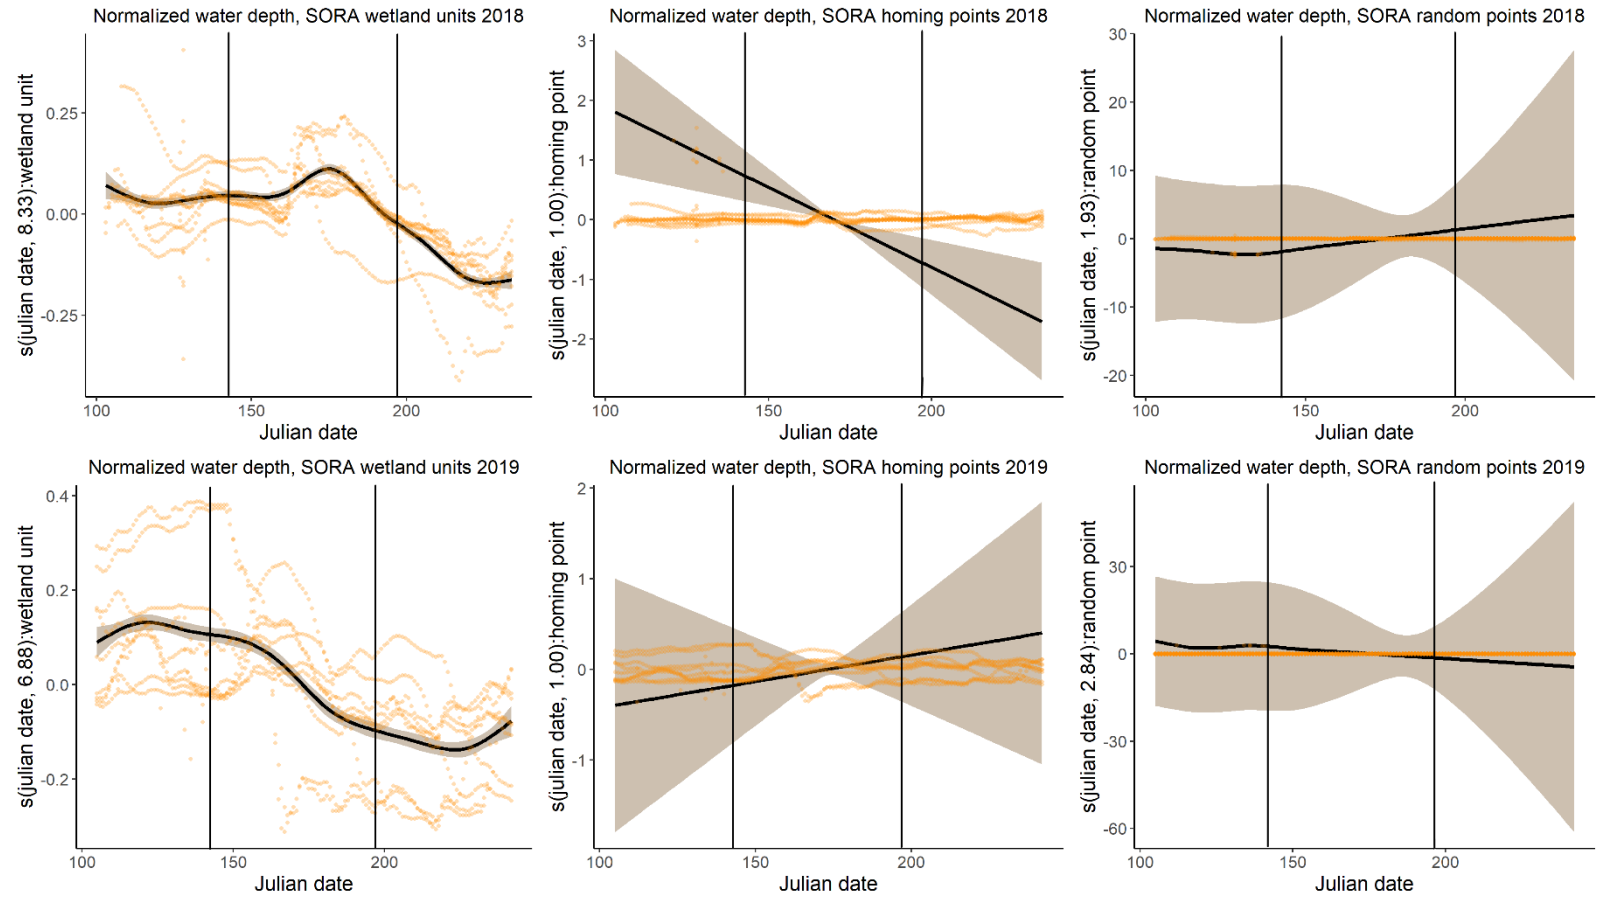 Normalized water depth, SORA wetland units 2018
s(julian date, 8.33):wetland unit
0.25
0.00
-0.25
100
150
200
Julian date
Normalized water depth, SORA homing points 2018
s(julian date, 1.00):homing point
3
2
1
0
-1
-2
100
150
200
Julian date
Normalized water depth, SORA random points 2018
s(julian date, 1.93):random point
30
20
10
0
-10
-20
100
150
200
Julian date
Normalized water depth, SORA wetland units 2019
s(julian date, 6.88):wetland unit
0.4
0.2
0.0
-0.2
100
150
200
Julian date
Normalized water depth, SORA homing points 2019
s(julian date, 1.00):homing point
2
1
0
-1
100
150
200
Julian date
Normalized water depth, SORA random points 2019
s(julian date, 2.84):random point
30
0
-30
-60
100
150
200
Julian date